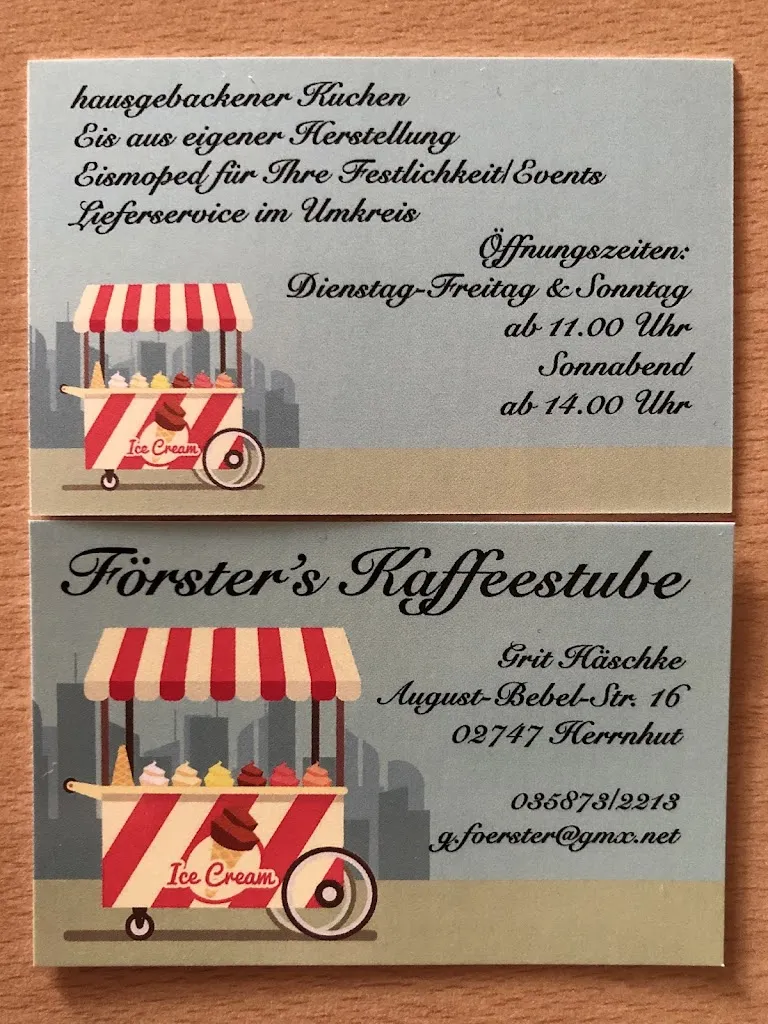 hausgebackener Kuchen
Eis aus eigener Herstellung
Eismoped für Ihre Festlichkeit/Events
Lieferservice im Umkreis
Öffnungszeiten:
Dienstag-Freitag & Sonntag
ab 11.00 Uhr
Sonnabend
ab 14.00 Uhr
Ice Cream
Förster's Kaffeestube
Grit Häschke
August-Bebel-Str. 16
02747 Herrnhut
035873/2213
g.foerster@gmx.net
Ice Cream